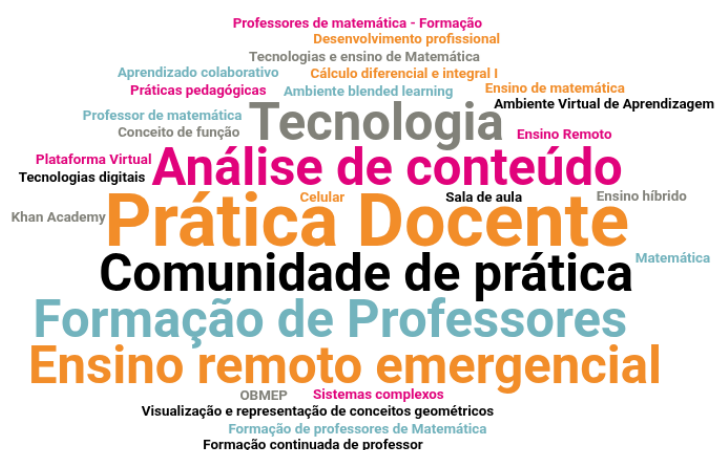 Professores de matemática - Formação
Desenvolvimento profissional
Tecnologias e ensino de Matemática
Aprendizado colaborativo
Cálculo diferencial e integral I
Práticas pedagógicas
Ambiente blended learning
Ensino de matemática
Ambiente Virtual de Aprendizagem
Professor de matemática
Tecnologia
Conceito de função
Ensino Remoto
Plataforma Virtual
Análise de conteúdo
Tecnologias digitais
Celular
Sala de aula
Ensino híbrido
Khan Academy
Prática Docente
Comunidade de prática
Matemática
Formação de Professores
Ensino remoto emergencial
OBMEP
Sistemas complexos
Visualização e representação de conceitos geométricos
Formação de professores de Matemática
Formação continuada de professor